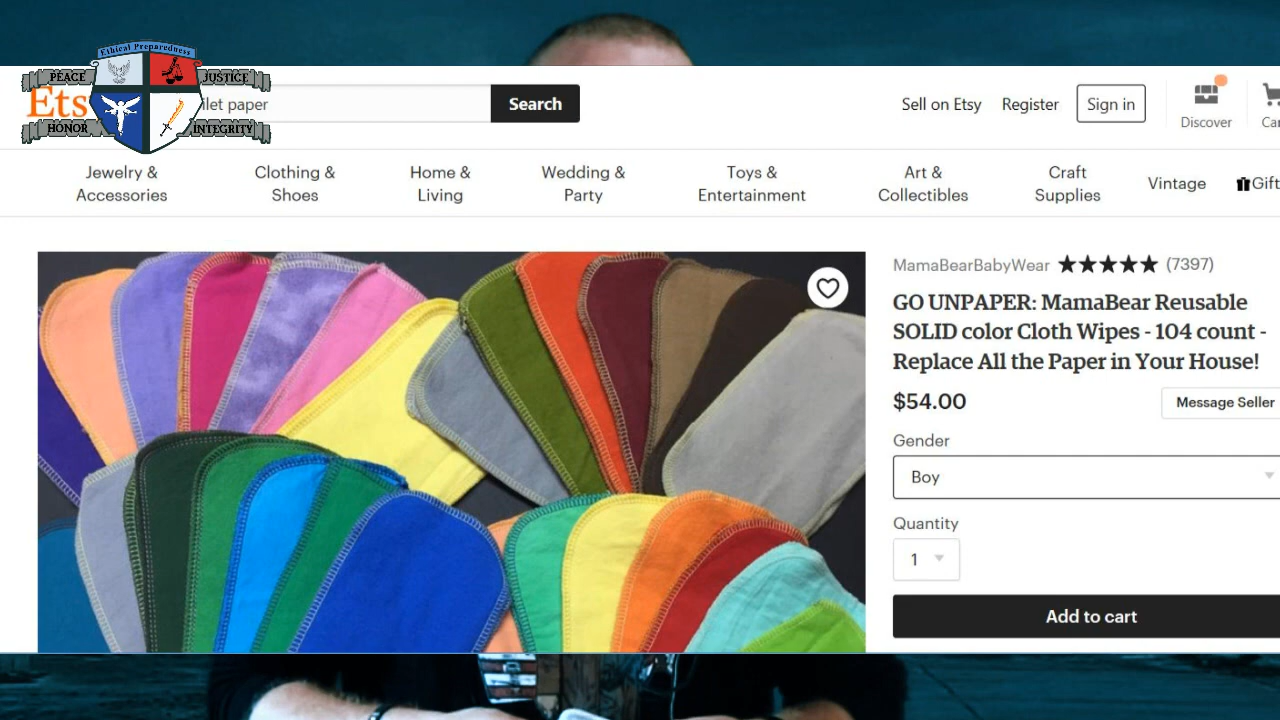 Ethical Preparedness
PEACE
JUSTICE
HONOR
INTEGRITY
Ets
let paper
Search
Sell on Etsy
Register
Sign in
Discover
Car
Jewelry &
Accessories
Clothing &
Shoes
Home &
Living
Wedding &
Party
Toys &
Entertainment
Art &
Collectibles
Craft
Supplies
Vintage
Gift
MamaBearBabyWear ★★★★★ (7397)
GO UNPAPER: MamaBear Reusable
SOLID color Cloth Wipes - 104 count -
Replace All the Paper in Your House!
$54.00
Message Seller
Gender
Boy
Quantity
1
Add to cart